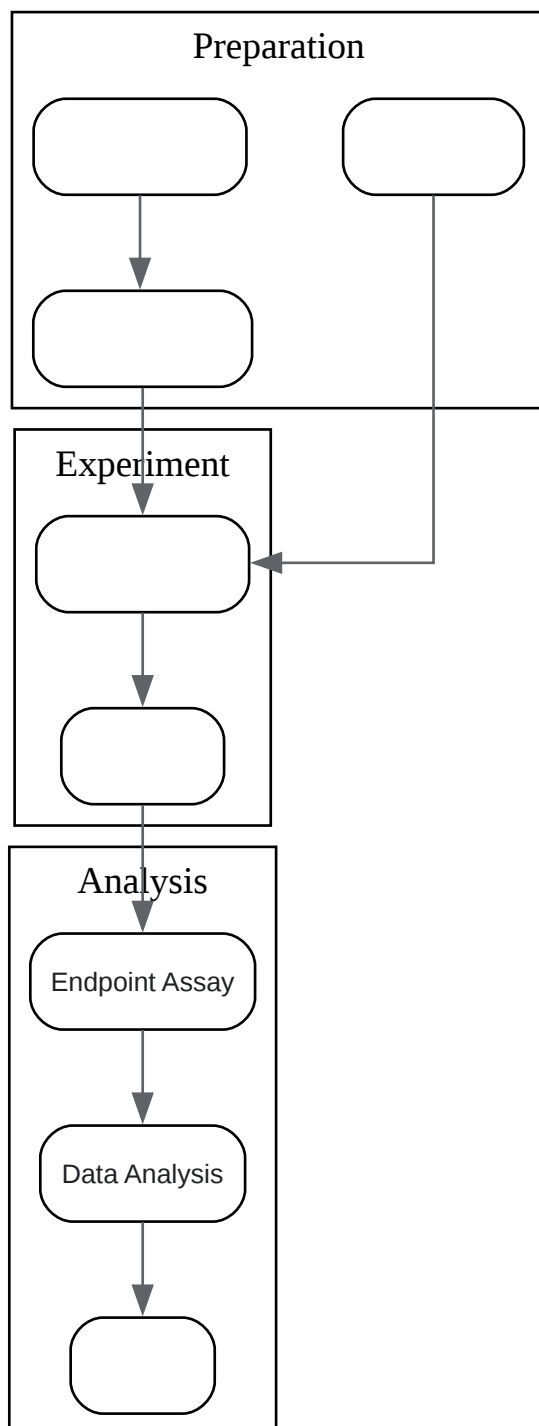 Preparation
Experiment
Analysis
Endpoint Assay
Data Analysis